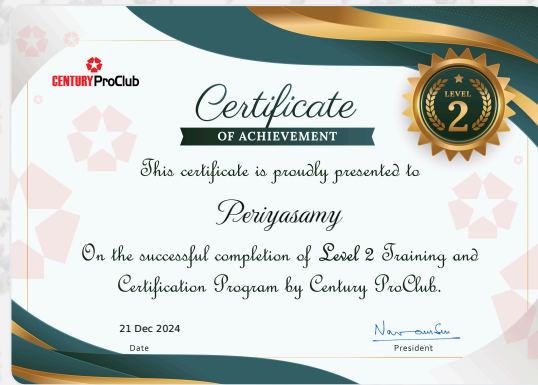 CENTURY ProClub
Certificate
OF ACHIEVEMENT
LEVEL
2
This certificate is proudly presented to
Periyasamy
On the successful completion of Level 2 Training and
Certification Program by Century ProClub.
21 Dec 2024
Date
President